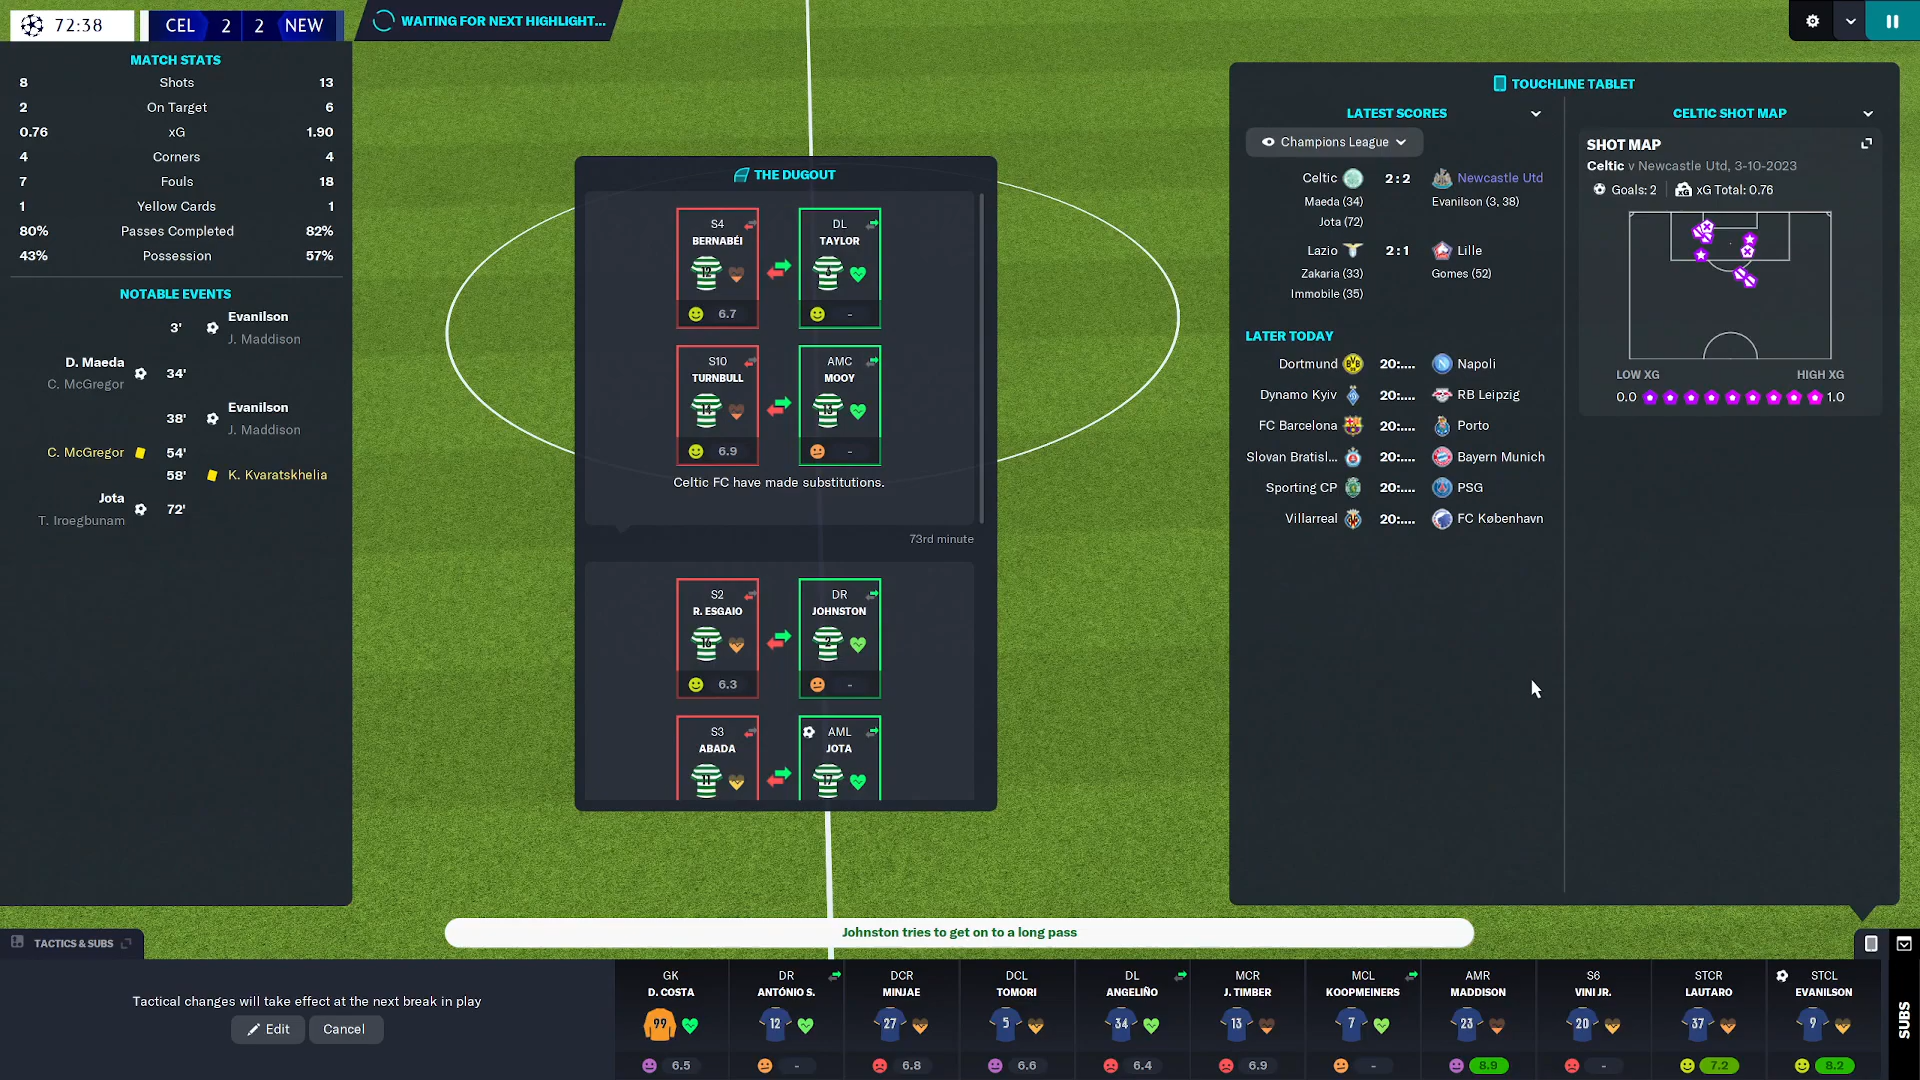 72:38
CEL 2 2 NEW
WAITING FOR NEXT HIGHLIGHT...
MATCH STATS
8 Shots 13
2 On Target 6
0.76 xG 1.90
4 Corners 4
7 Fouls 18
1 Yellow Cards 1
80% Passes Completed 82%
43% Possession 57%
NOTABLE EVENTS
3' Evanilson
J. Maddison
D. Maeda 34'
C. McGregor
38' Evanilson
J. Maddison
C. McGregor 54'
58' K. Kvaratskhelia
Jota 72'
T. Iroegbunam
THE DUGOUT
S4 DL
BERNABÉI TAYLOR
12 6
6.7 -
S10 AMC
TURNBULL MOOY
14 13
6.9 -
Celtic FC have made substitutions.
73rd minute
S2 DR
R. ESGAIO JOHNSTON
16 2
6.3 -
S3 AML
ABADA JOTA
11 17
TOUCHLINE TABLET
LATEST SCORES
Champions League
Celtic 2:2 Newcastle Utd
Maeda (34) Evanilson (3, 38)
Jota (72)
Lazio 2:1 Lille
Zakaria (33) Gomes (52)
Immobile (35)
LATER TODAY
Dortmund 20:.... Napoli
Dynamo Kyiv 20:.... RB Leipzig
FC Barcelona 20:.... Porto
Slovan Bratisl... 20:.... Bayern Munich
Sporting CP 20:.... PSG
Villarreal 20:.... FC København
CELTIC SHOT MAP
SHOT MAP
Celtic v Newcastle Utd, 3-10-2023
Goals: 2 xG Total: 0.76
LOW XG HIGH XG
0.0 1.0
Johnston tries to get on to a long pass
TACTICS & SUBS
Tactical changes will take effect at the next break in play
Edit Cancel
GK DR DCR DCL DL MCR MCL AMR S6 STCR STCL
D. COSTA ANTÓNIO S. MINJAE TOMORI ANGELIÑO J. TIMBER KOOPMEINERS MADDISON VINI JR. LAUTARO EVANILSON
99 12 27 5 34 13 7 23 20 37 9
6.5 - 6.8 6.6 6.4 6.9 - 8.9 - 7.2 8.2
SUBS